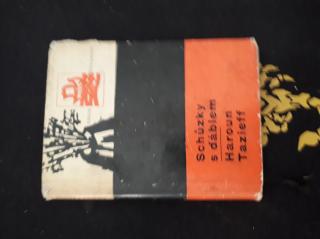 Schůzky
s ďáblem
Haroun
Tazieff